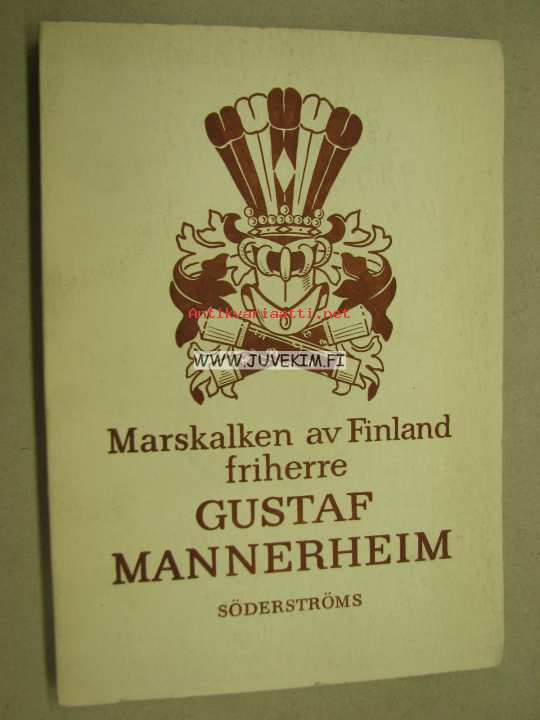 Antikvariaatti.net
WWW.JUVEKIM.FI
Marskalken av Finland
friherre
GUSTAF
MANNERHEIM
SÖDERSTRÖMS